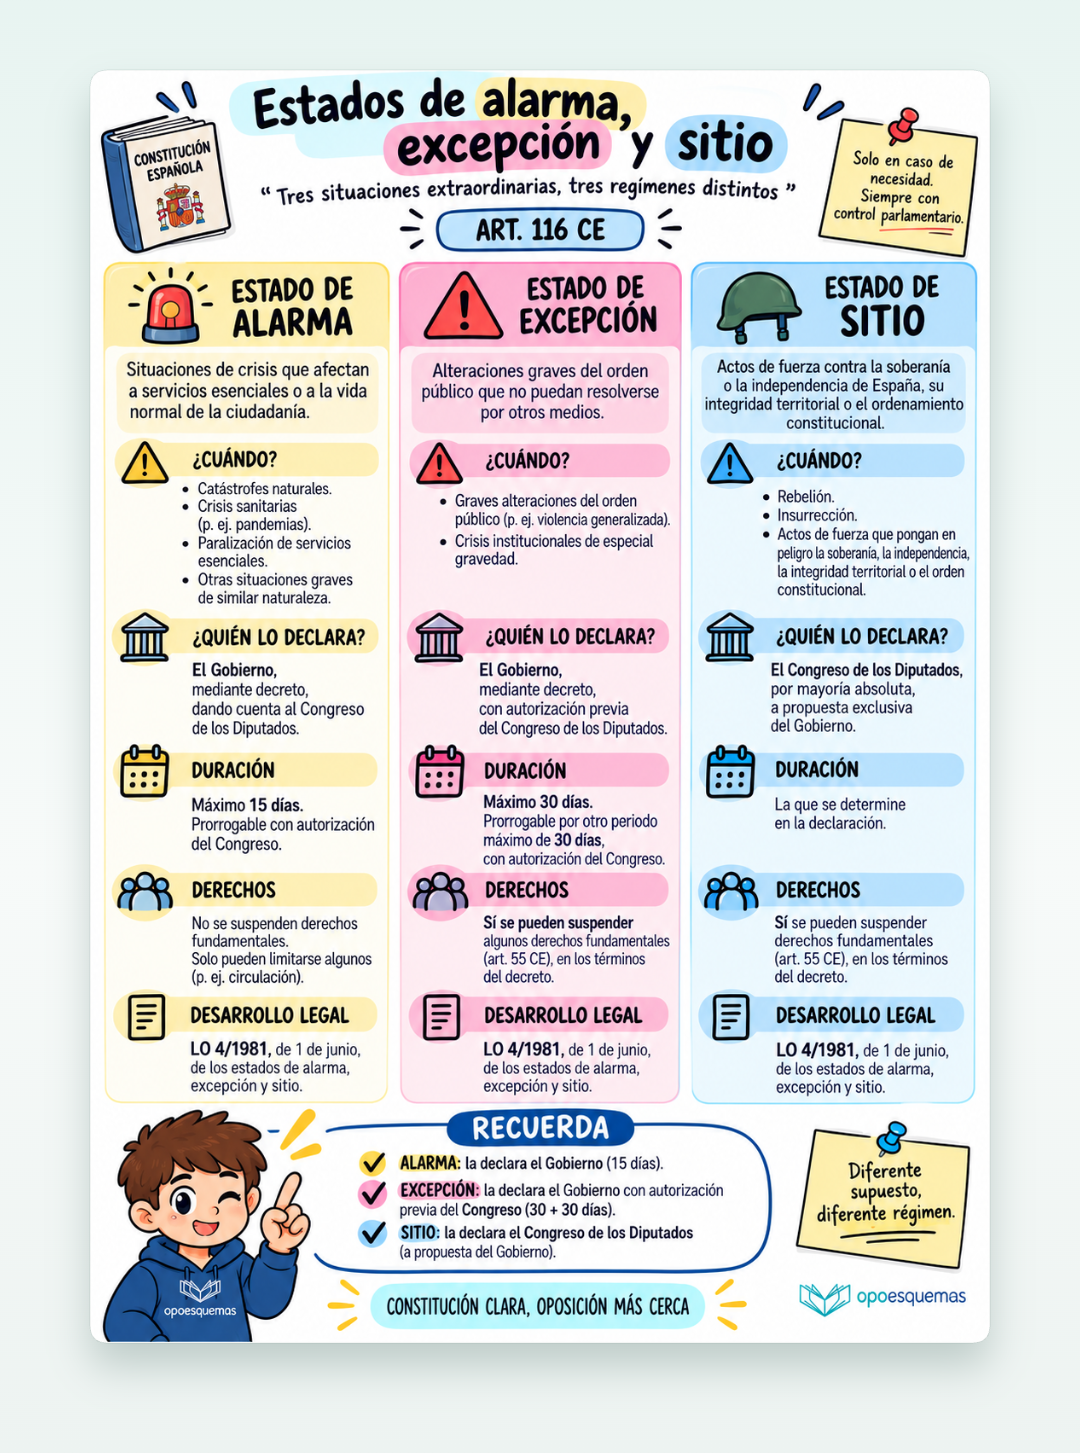 CONSTITUCIÓN
ESPAÑOLA
Estados de alarma,
excepción y sitio
“ Tres situaciones extraordinarias, tres regímenes distintos ”
ART. 116 CE
Solo en caso de
necesidad.
Siempre con
control parlamentario.
ESTADO DE
ALARMA
Situaciones de crisis que afectan
a servicios esenciales o a la vida
normal de la ciudadanía.
¿CUÁNDO?
• Catástrofes naturales.
• Crisis sanitarias
(p. ej. pandemias).
• Paralización de servicios
esenciales.
• Otras situaciones graves
de similar naturaleza.
¿QUIÉN LO DECLARA?
El Gobierno,
mediante decreto,
dando cuenta al Congreso
de los Diputados.
DURACIÓN
Máximo 15 días.
Prorrogable con autorización
del Congreso.
DERECHOS
No se suspenden derechos
fundamentales.
Solo pueden limitarse algunos
(p. ej. circulación).
DESARROLLO LEGAL
LO 4/1981, de 1 de junio,
de los estados de alarma,
excepción y sitio.
ESTADO DE
EXCEPCIÓN
Alteraciones graves del orden
público que no puedan resolverse
por otros medios.
¿CUÁNDO?
• Graves alteraciones del orden
público (p. ej. violencia generalizada).
• Crisis institucionales de especial
gravedad.
¿QUIÉN LO DECLARA?
El Gobierno,
mediante decreto,
con autorización previa
del Congreso de los Diputados.
DURACIÓN
Máximo 30 días.
Prorrogable por otro periodo
máximo de 30 días,
con autorización del Congreso.
DERECHOS
Sí se pueden suspender
algunos derechos fundamentales
(art. 55 CE), en los términos
del decreto.
DESARROLLO LEGAL
LO 4/1981, de 1 de junio,
de los estados de alarma,
excepción y sitio.
ESTADO DE
SITIO
Actos de fuerza contra la soberanía
o la independencia de España, su
integridad territorial o el ordenamiento
constitucional.
¿CUÁNDO?
• Rebelión.
• Insurrección.
• Actos de fuerza que pongan en
peligro la soberanía, la independencia,
la integridad territorial o el orden
constitucional.
¿QUIÉN LO DECLARA?
El Congreso de los Diputados,
por mayoría absoluta,
a propuesta exclusiva
del Gobierno.
DURACIÓN
La que se determine
en la declaración.
DERECHOS
Sí se pueden suspender
derechos fundamentales
(art. 55 CE), en los términos
del decreto.
DESARROLLO LEGAL
LO 4/1981, de 1 de junio,
de los estados de alarma,
excepción y sitio.
RECUERDA
ALARMA: la declara el Gobierno (15 días).
EXCEPCIÓN: la declara el Gobierno con autorización
previa del Congreso (30 + 30 días).
SITIO: la declara el Congreso de los Diputados
(a propuesta del Gobierno).
Diferente
supuesto,
diferente régimen.
opoesquemas
CONSTITUCIÓN CLARA, OPOSICIÓN MÁS CERCA
opoesquemas